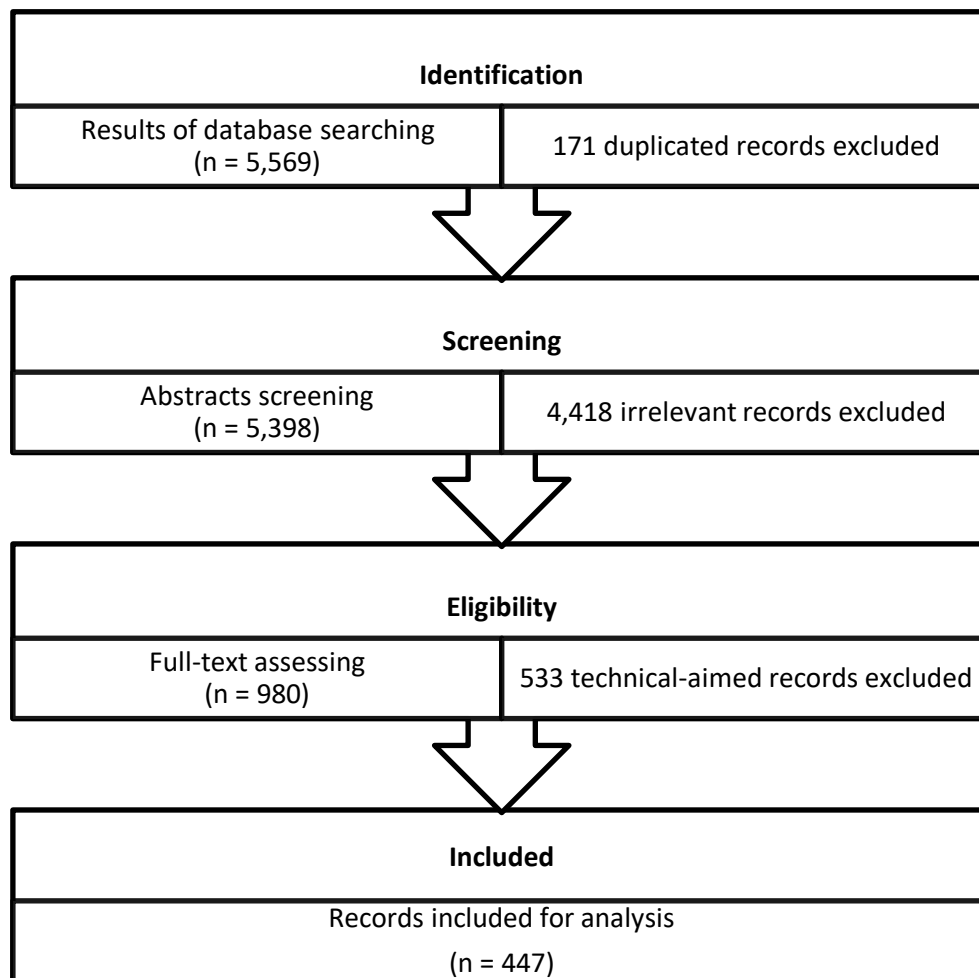 Identification
Results of database searching
(n = 5,569)
171 duplicated records excluded
Screening
Abstracts screening
(n = 5,398)
4,418 irrelevant records excluded
Eligibility
Full-text assessing
(n = 980)
533 technical-aimed records excluded
Included
Records included for analysis
(n = 447)